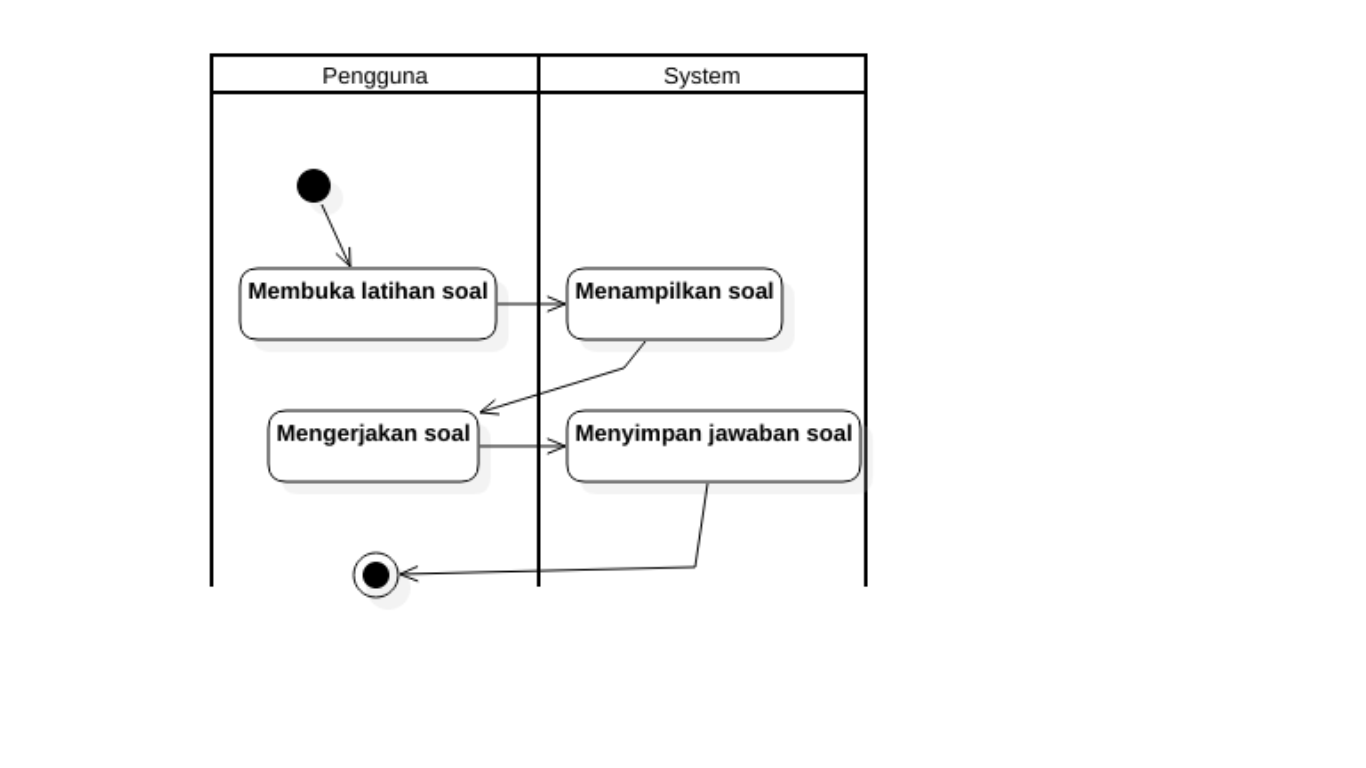 Pengguna
System
Membuka latihan soal
Menampilkan soal
Mengerjakan soal
Menyimpan jawaban soal